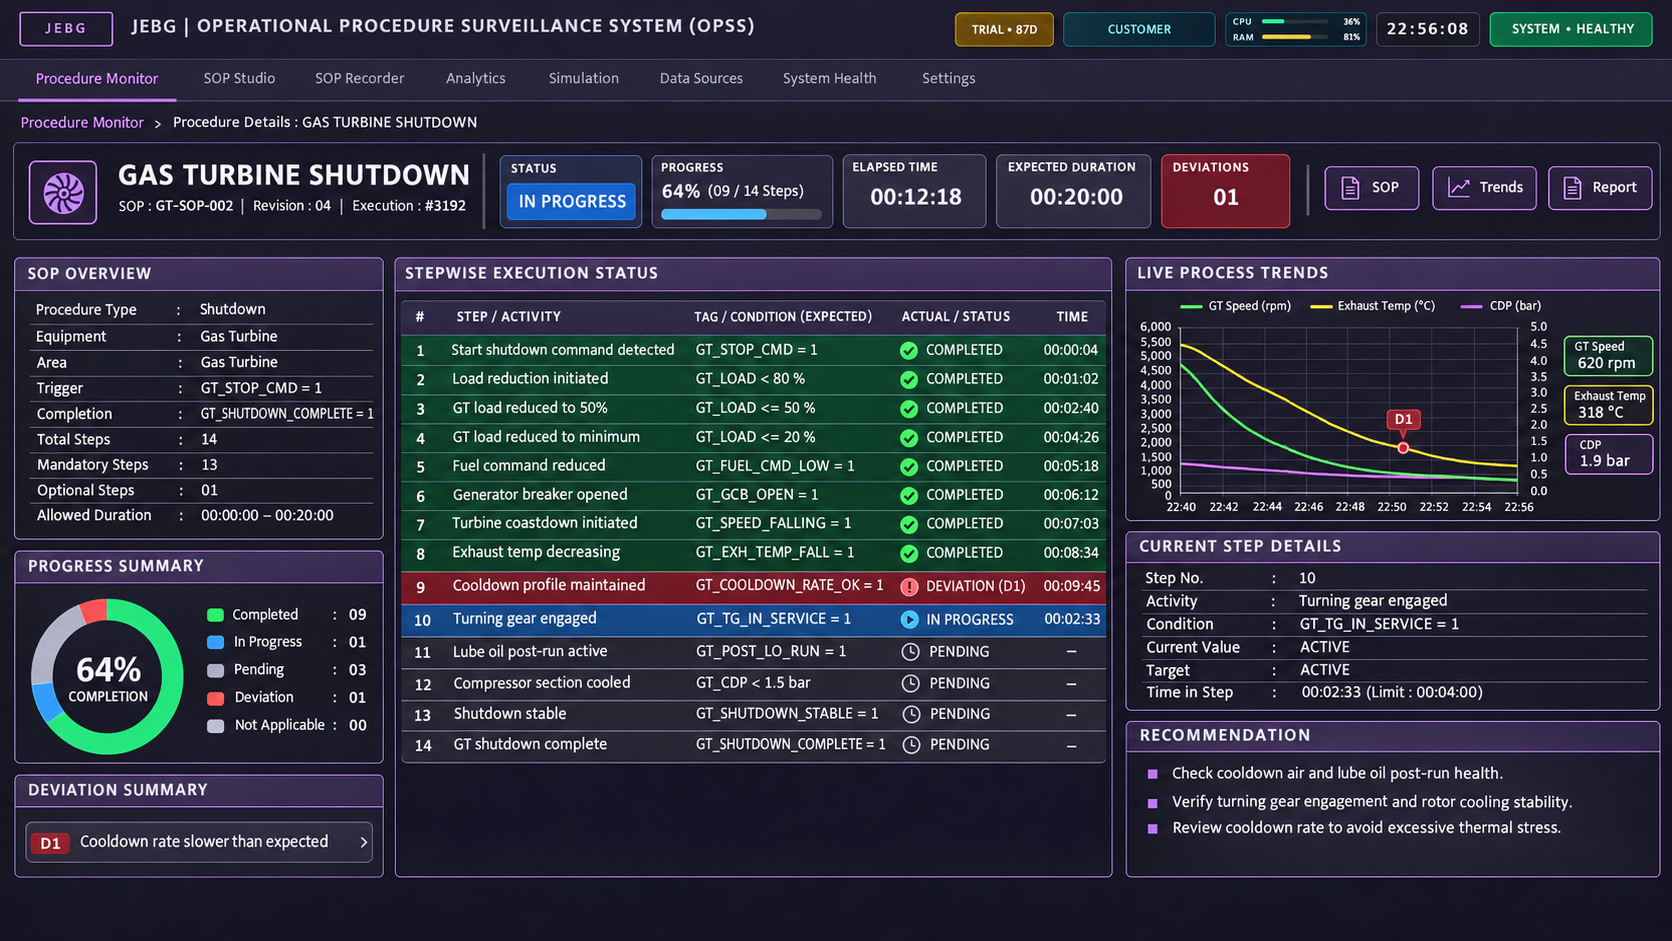 JEBG
JEBG | OPERATIONAL PROCEDURE SURVEILLANCE SYSTEM (OPSS)
TRIAL • 87D
CUSTOMER
CPU 36%
RAM 81%
22:56:08
SYSTEM • HEALTHY
Procedure Monitor SOP Studio SOP Recorder Analytics Simulation Data Sources System Health Settings
Procedure Monitor > Procedure Details : GAS TURBINE SHUTDOWN
GAS TURBINE SHUTDOWN
SOP : GT-SOP-002 | Revision : 04 | Execution : #3192
STATUS
IN PROGRESS
PROGRESS
64% (09 / 14 Steps)
ELAPSED TIME
00:12:18
EXPECTED DURATION
00:20:00
DEVIATIONS
01
SOP
Trends
Report
SOP OVERVIEW
Procedure Type : Shutdown
Equipment : Gas Turbine
Area : Gas Turbine
Trigger : GT_STOP_CMD = 1
Completion : GT_SHUTDOWN_COMPLETE = 1
Total Steps : 14
Mandatory Steps : 13
Optional Steps : 01
Allowed Duration : 00:00:00 – 00:20:00
PROGRESS SUMMARY
64%
COMPLETION
Completed : 09
In Progress : 01
Pending : 03
Deviation : 01
Not Applicable : 00
DEVIATION SUMMARY
D1 Cooldown rate slower than expected >
STEPWISE EXECUTION STATUS
# STEP / ACTIVITY TAG / CONDITION (EXPECTED) ACTUAL / STATUS TIME
1 Start shutdown command detected GT_STOP_CMD = 1 COMPLETED 00:00:04
2 Load reduction initiated GT_LOAD < 80 % COMPLETED 00:01:02
3 GT load reduced to 50% GT_LOAD <= 50 % COMPLETED 00:02:40
4 GT load reduced to minimum GT_LOAD <= 20 % COMPLETED 00:04:26
5 Fuel command reduced GT_FUEL_CMD_LOW = 1 COMPLETED 00:05:18
6 Generator breaker opened GT_GCB_OPEN = 1 COMPLETED 00:06:12
7 Turbine coastdown initiated GT_SPEED_FALLING = 1 COMPLETED 00:07:03
8 Exhaust temp decreasing GT_EXH_TEMP_FALL = 1 COMPLETED 00:08:34
9 Cooldown profile maintained GT_COOLDOWN_RATE_OK = 1 DEVIATION (D1) 00:09:45
10 Turning gear engaged GT_TG_IN_SERVICE = 1 IN PROGRESS 00:02:33
11 Lube oil post-run active GT_POST_LO_RUN = 1 PENDING –
12 Compressor section cooled GT_CDP < 1.5 bar PENDING –
13 Shutdown stable GT_SHUTDOWN_STABLE = 1 PENDING –
14 GT shutdown complete GT_SHUTDOWN_COMPLETE = 1 PENDING –
LIVE PROCESS TRENDS
GT Speed (rpm) Exhaust Temp (°C) CDP (bar)
6,000
5,500
5,000
4,500
4,000
3,500
3,000
2,500
2,000
1,500
1,000
500
0
D1
5.0
4.5
4.0
3.5
3.0
2.5
2.0
1.5
1.0
0.5
0.0
22:40 22:42 22:44 22:46 22:48 22:50 22:52 22:54 22:56
GT Speed
620 rpm
Exhaust Temp
318 °C
CDP
1.9 bar
CURRENT STEP DETAILS
Step No. : 10
Activity : Turning gear engaged
Condition : GT_TG_IN_SERVICE = 1
Current Value : ACTIVE
Target : ACTIVE
Time in Step : 00:02:33 (Limit : 00:04:00)
RECOMMENDATION
Check cooldown air and lube oil post-run health.
Verify turning gear engagement and rotor cooling stability.
Review cooldown rate to avoid excessive thermal stress.